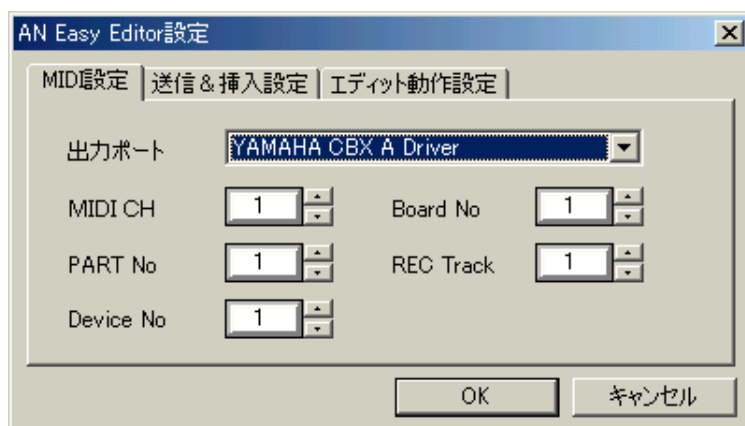 AN Easy Editor設定
MIDI設定 送信＆挿入設定 エディット動作設定
出力ポート YAMAHA CBX A Driver
MIDI CH 1 Board No 1
PART No 1 REC Track 1
Device No 1
OK キャンセル